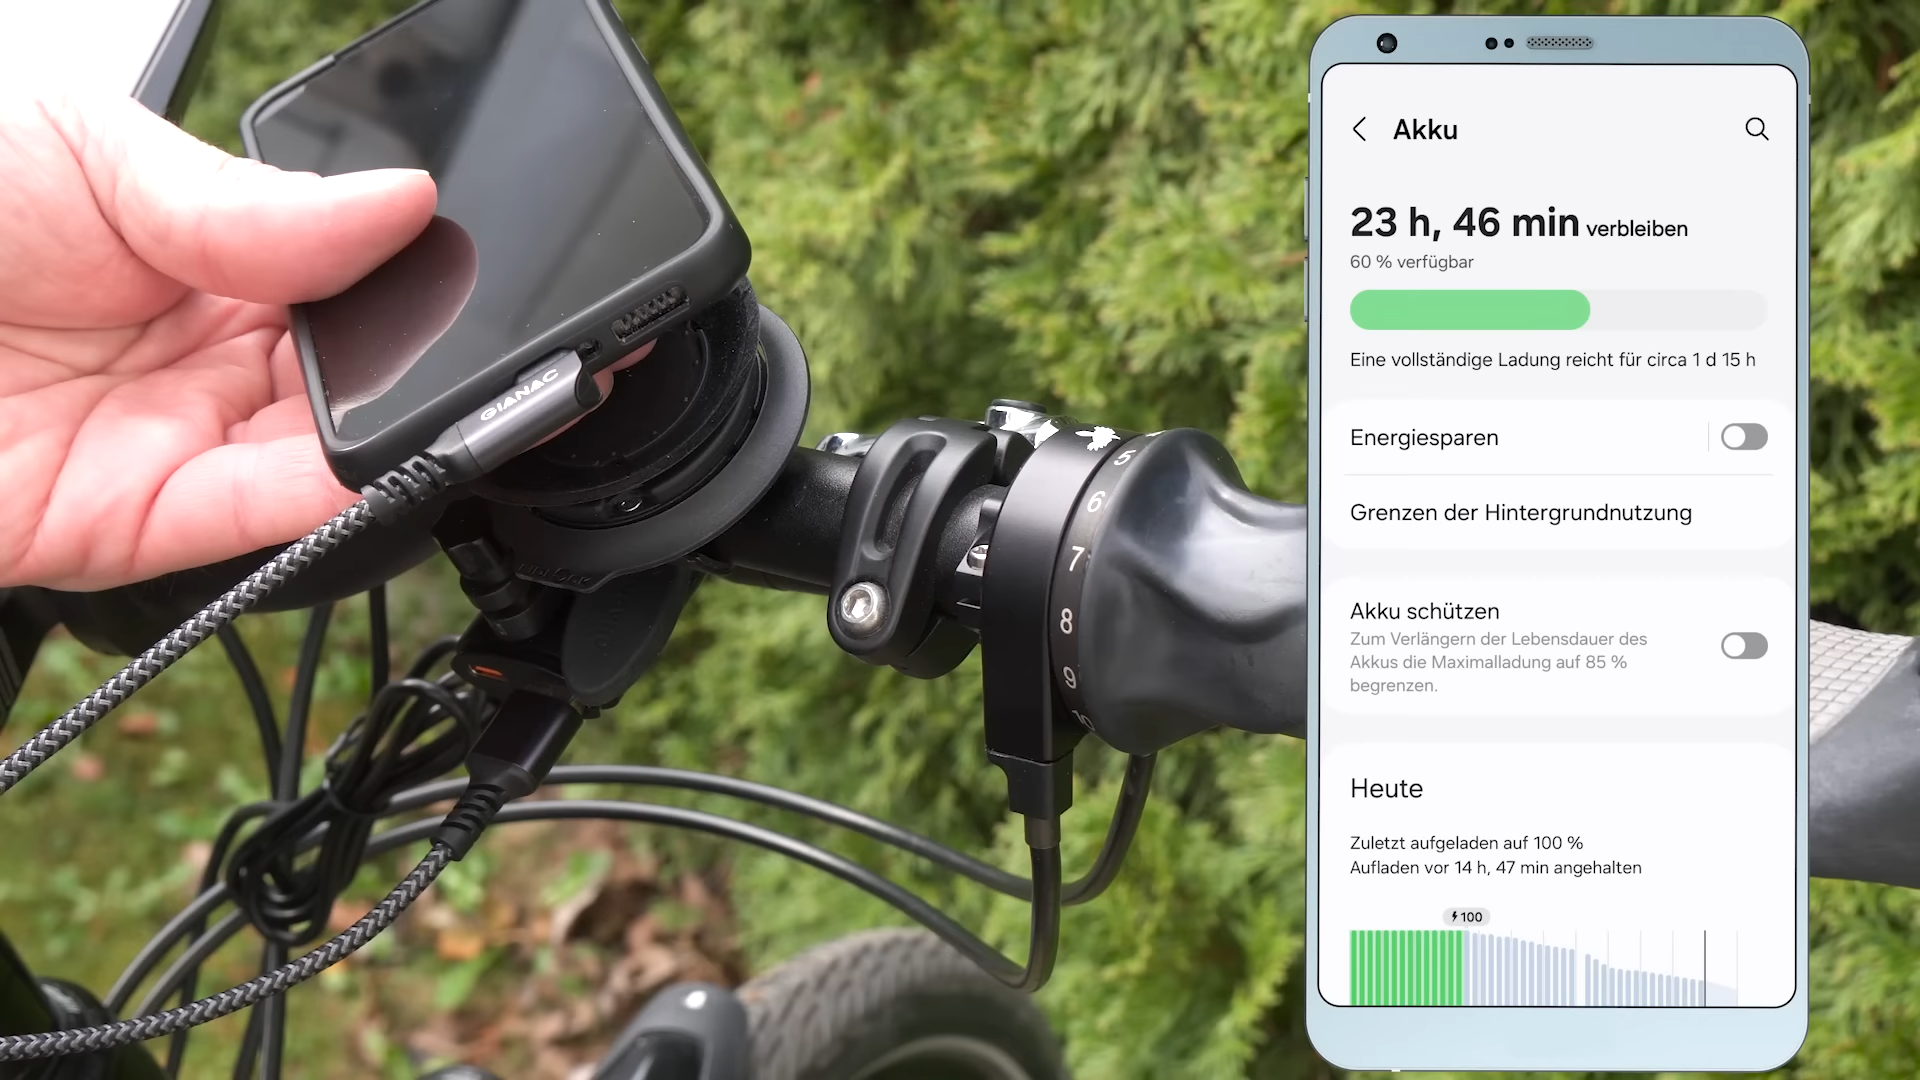 GIANAC
5
6
7
8
9
10
Akku
23 h, 46 min verbleiben
60 % verfügbar
Eine vollständige Ladung reicht für circa 1 d 15 h
Energiesparen
Grenzen der Hintergrundnutzung
Akku schützen
Zum Verlängern der Lebensdauer des
Akkus die Maximalladung auf 85 %
begrenzen.
Heute
Zuletzt aufgeladen auf 100 %
Aufladen vor 14 h, 47 min angehalten
100